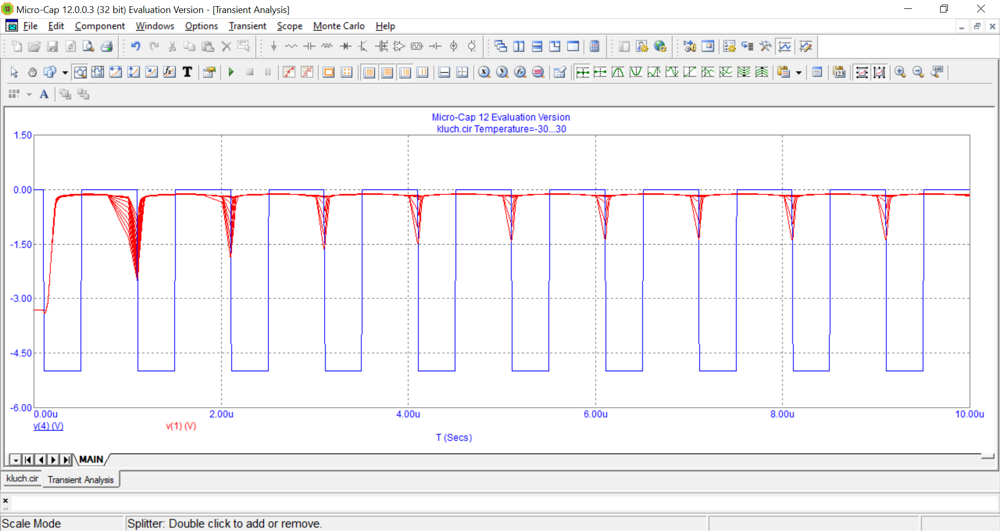 Micro-Cap 12.0.0.3 (32 bit) Evaluation Version - [Transient Analysis]
File Edit Component Windows Options Transient Scope Monte Carlo Help
Micro-Cap 12 Evaluation Version
kluch.cir Temperature=-30...30
1.50
0.00
-1.50
-3.00
-4.50
-6.00
0.00u 2.00u 4.00u 6.00u 8.00u 10.00u
v(4) (V) v(1) (V)
T (Secs)
MAIN
kluch.cir Transient Analysis
Scale Mode Splitter: Double click to add or remove.